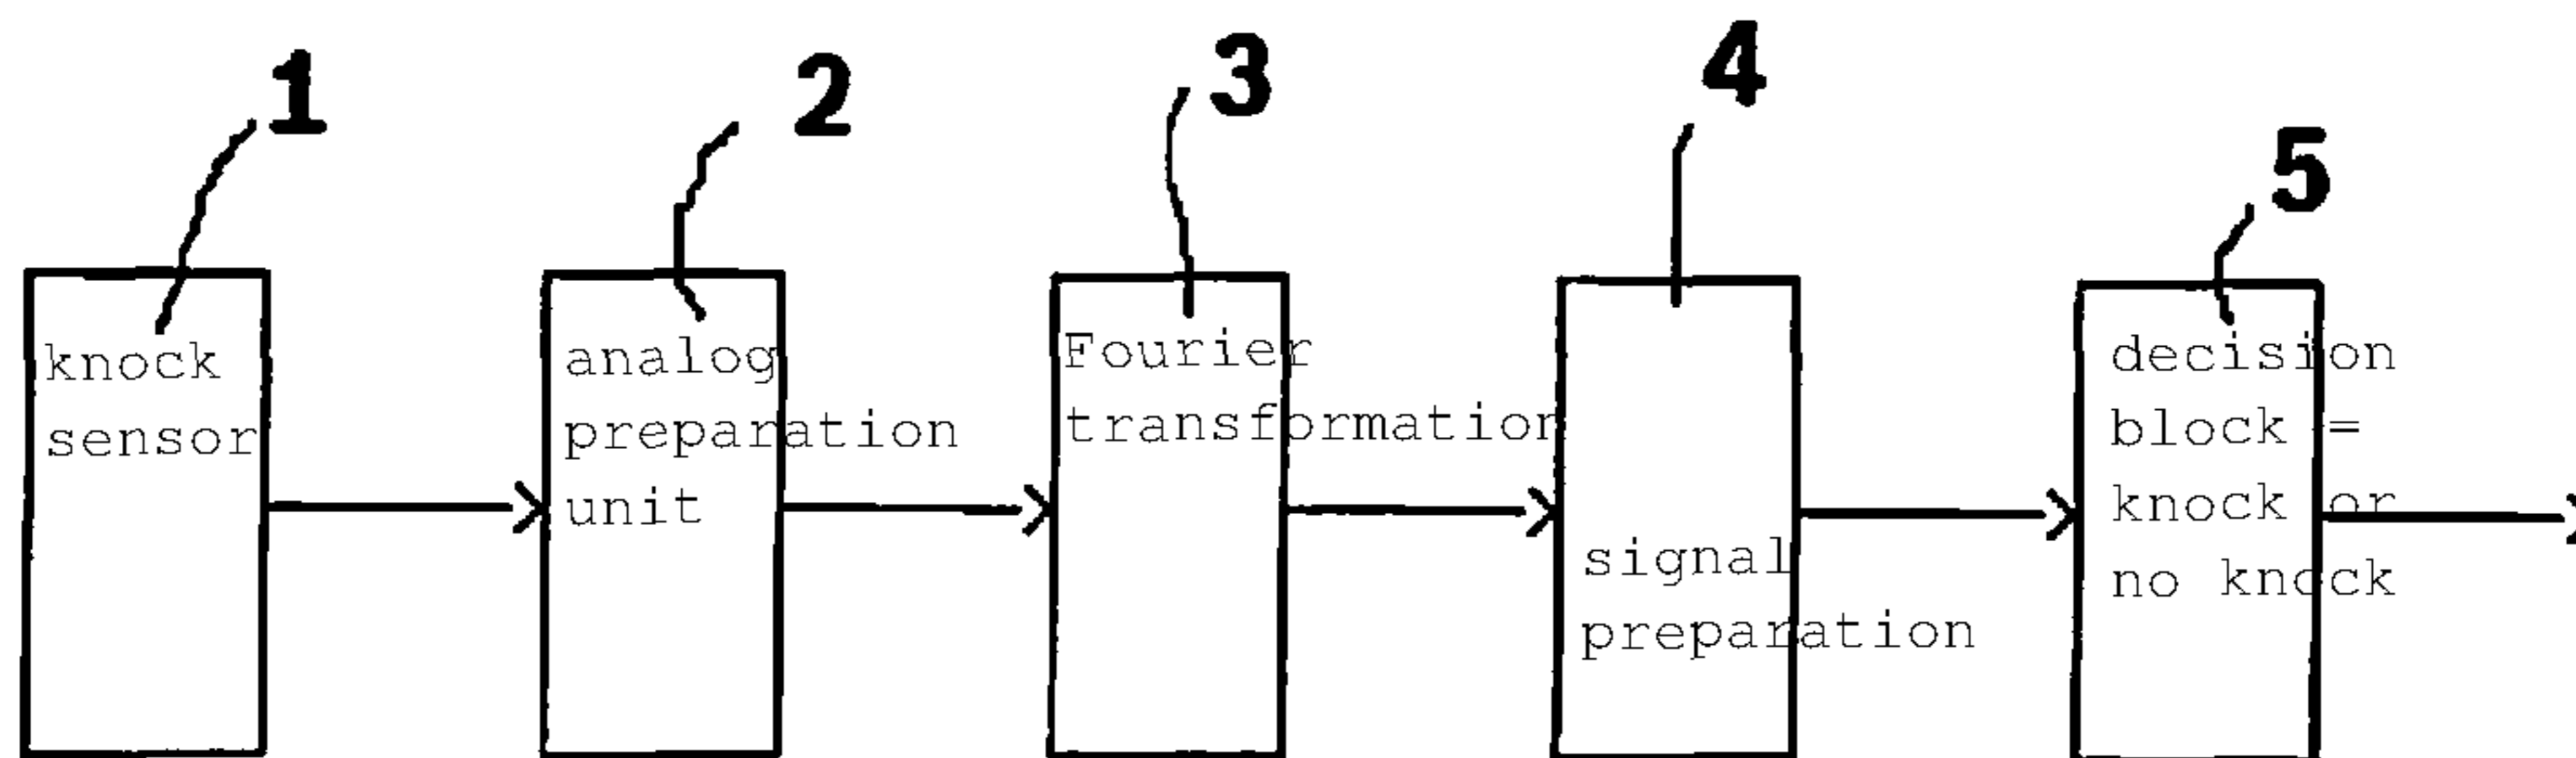 1
2
3
4
5
knock
sensor
analog
preparation
unit
Fourier
transformation
signal
preparation
decision
block =
knock or
no knock